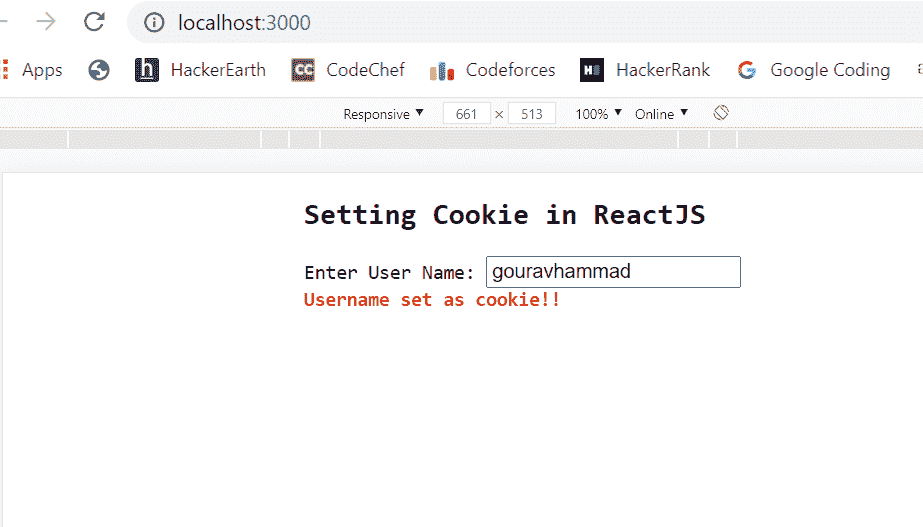 localhost:3000
Apps HackerEarth CodeChef Codeforces HackerRank Google Coding
Responsive 661 × 513 100% Online
Setting Cookie in ReactJS
Enter User Name: gouravhammad
Username set as cookie!!